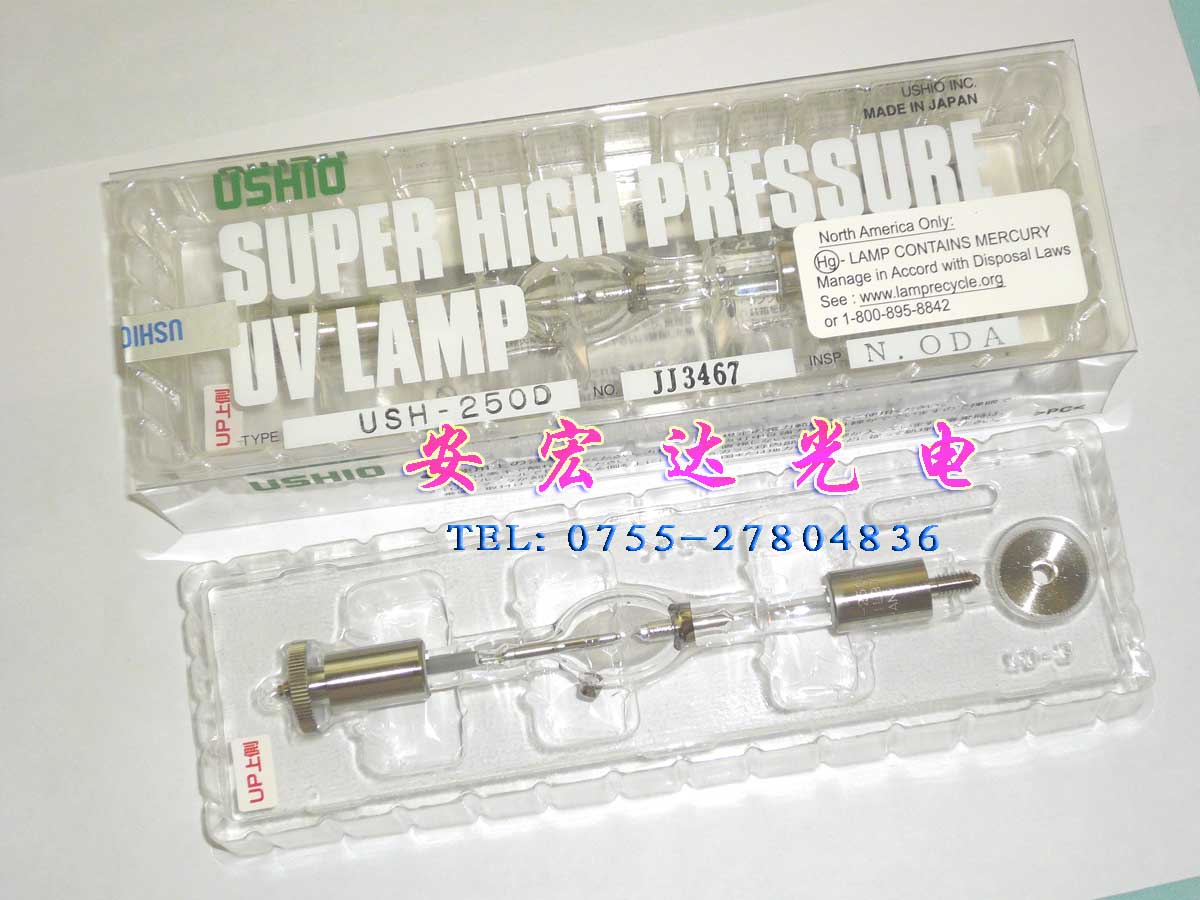 USHIO INC.
MADE IN JAPAN
USHIO
SUPER HIGH PRESSURE
UV LAMP
North America Only:
Hg - LAMP CONTAINS MERCURY
Manage in Accord with Disposal Laws
See : www.lamprecycle.org
or 1-800-895-8842
USHIO
UP上側
TYPE USH-250D NO. JJ3467 INSP N. ODA
USHIO
>PC<
安宏达光电
TEL: 0755-27804836
UP上側